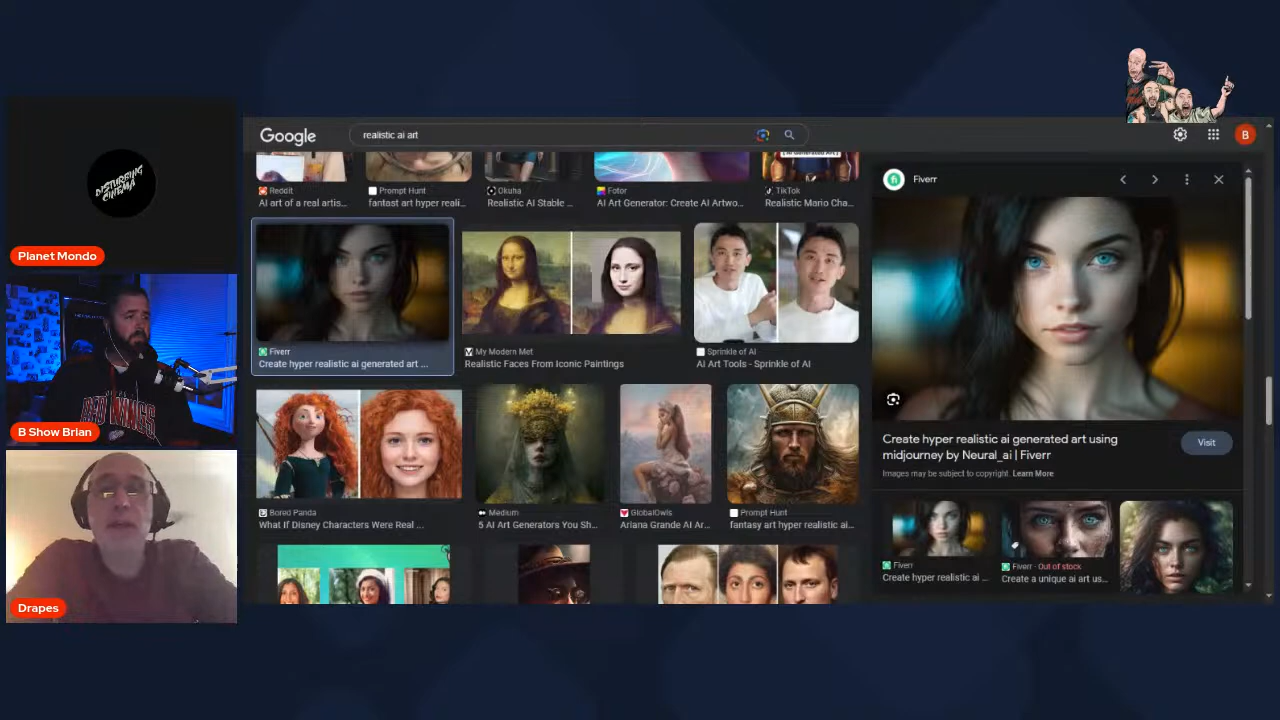 DISTURBING
CINEMA
Planet Mondo
RED WINGS
B Show Brian
Drapes
Google
realistic ai art
B
Reddit
AI art of a real artis...
Prompt Hunt
fantast art hyper reali...
Okuha
Realistic AI Stable ...
Fotor
AI Art Generator: Create AI Artwo...
TikTok
Realistic Mario Cha...
Fiverr
Create hyper realistic ai generated art ...
My Modern Met
Realistic Faces From Iconic Paintings
Sprinkle of AI
AI Art Tools - Sprinkle of AI
Bored Panda
What If Disney Characters Were Real ...
Medium
5 AI Art Generators You Sh...
GlobalOwls
Ariana Grande AI Ar...
Prompt Hunt
fantasy art hyper realistic ai...
Fiverr
Create hyper realistic ai generated art using
midjourney by Neural_ai | Fiverr
Visit
Images may be subject to copyright. Learn More
Fiverr
Create hyper realistic ai ...
Fiverr · Out of stock
Create a unique ai art us...